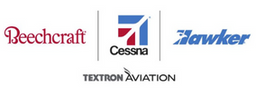 Beechcraft
Cessna
Hawker
TEXTRON AVIATION